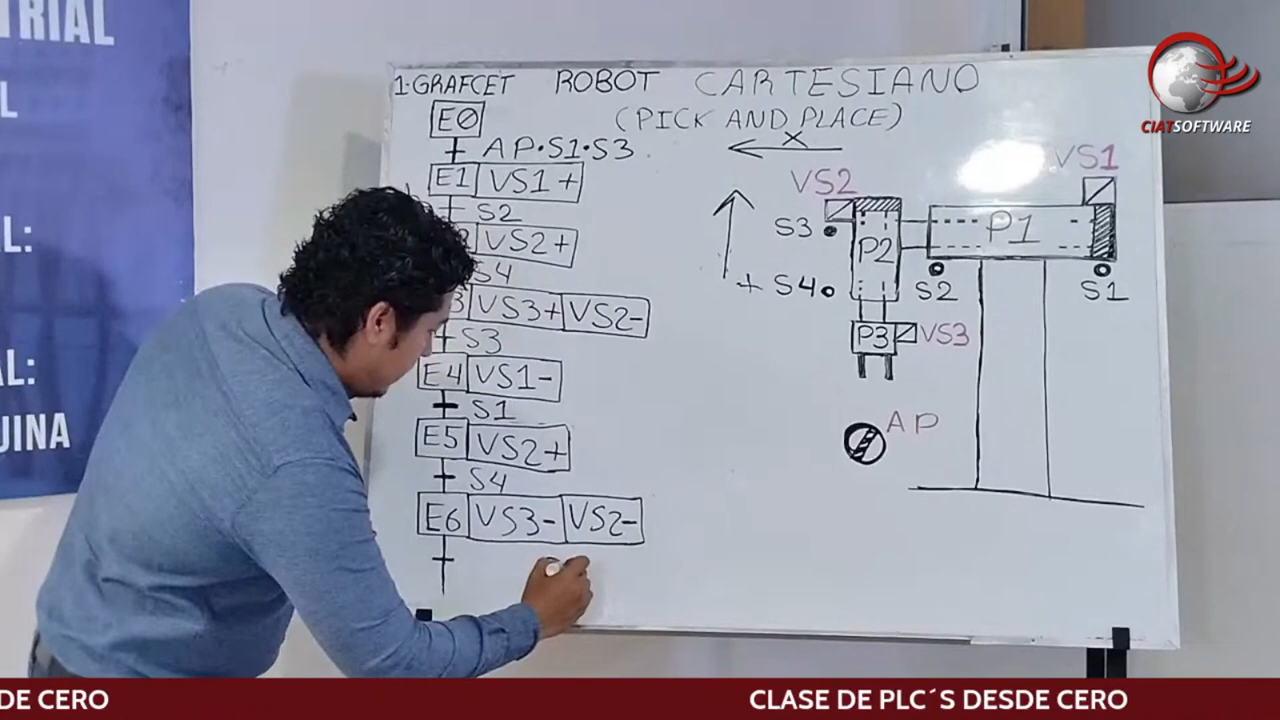 TRIAL
L
L:
AL:
UINA
1-GRAFCET ROBOT CARTESIANO
(PICK AND PLACE)
E0
AP·S1·S3
E1 VS1+
S2
VS2+
S4
3 VS3+ VS2-
S3
E4 VS1-
S1
E5 VS2+
S4
E6 VS3- VS2-
X
VS1
VS2
S3
P2
P1
+ S4
S2
S1
P3
VS3
AP
CIATSOFTWARE
DE CERO
CLASE DE PLC´S DESDE CERO